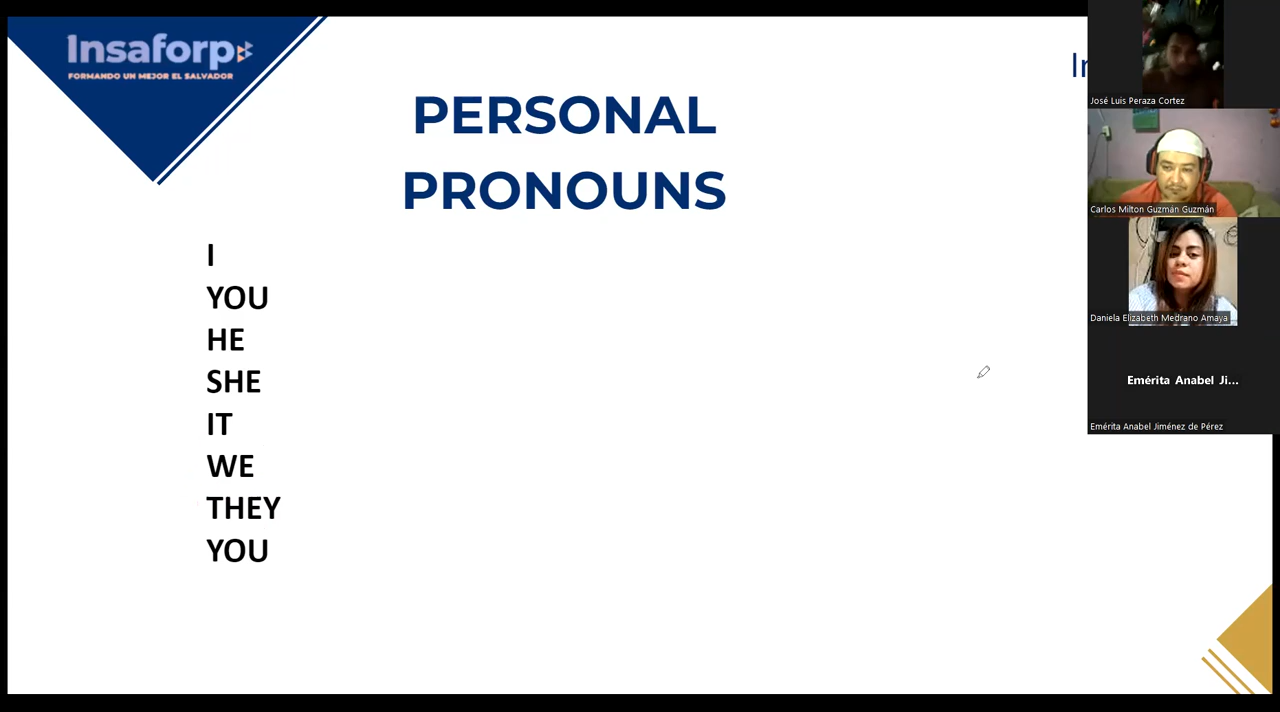 Insaforp
FORMANDO UN MEJOR EL SALVADOR
PERSONAL
PRONOUNS
I
YOU
HE
SHE
IT
WE
THEY
YOU
José Luis Peraza Cortez
Carlos Milton Guzmán Guzmán
Daniela Elizabeth Medrano Amaya
Emérita Anabel Ji...
Emérita Anabel Jiménez de Pérez